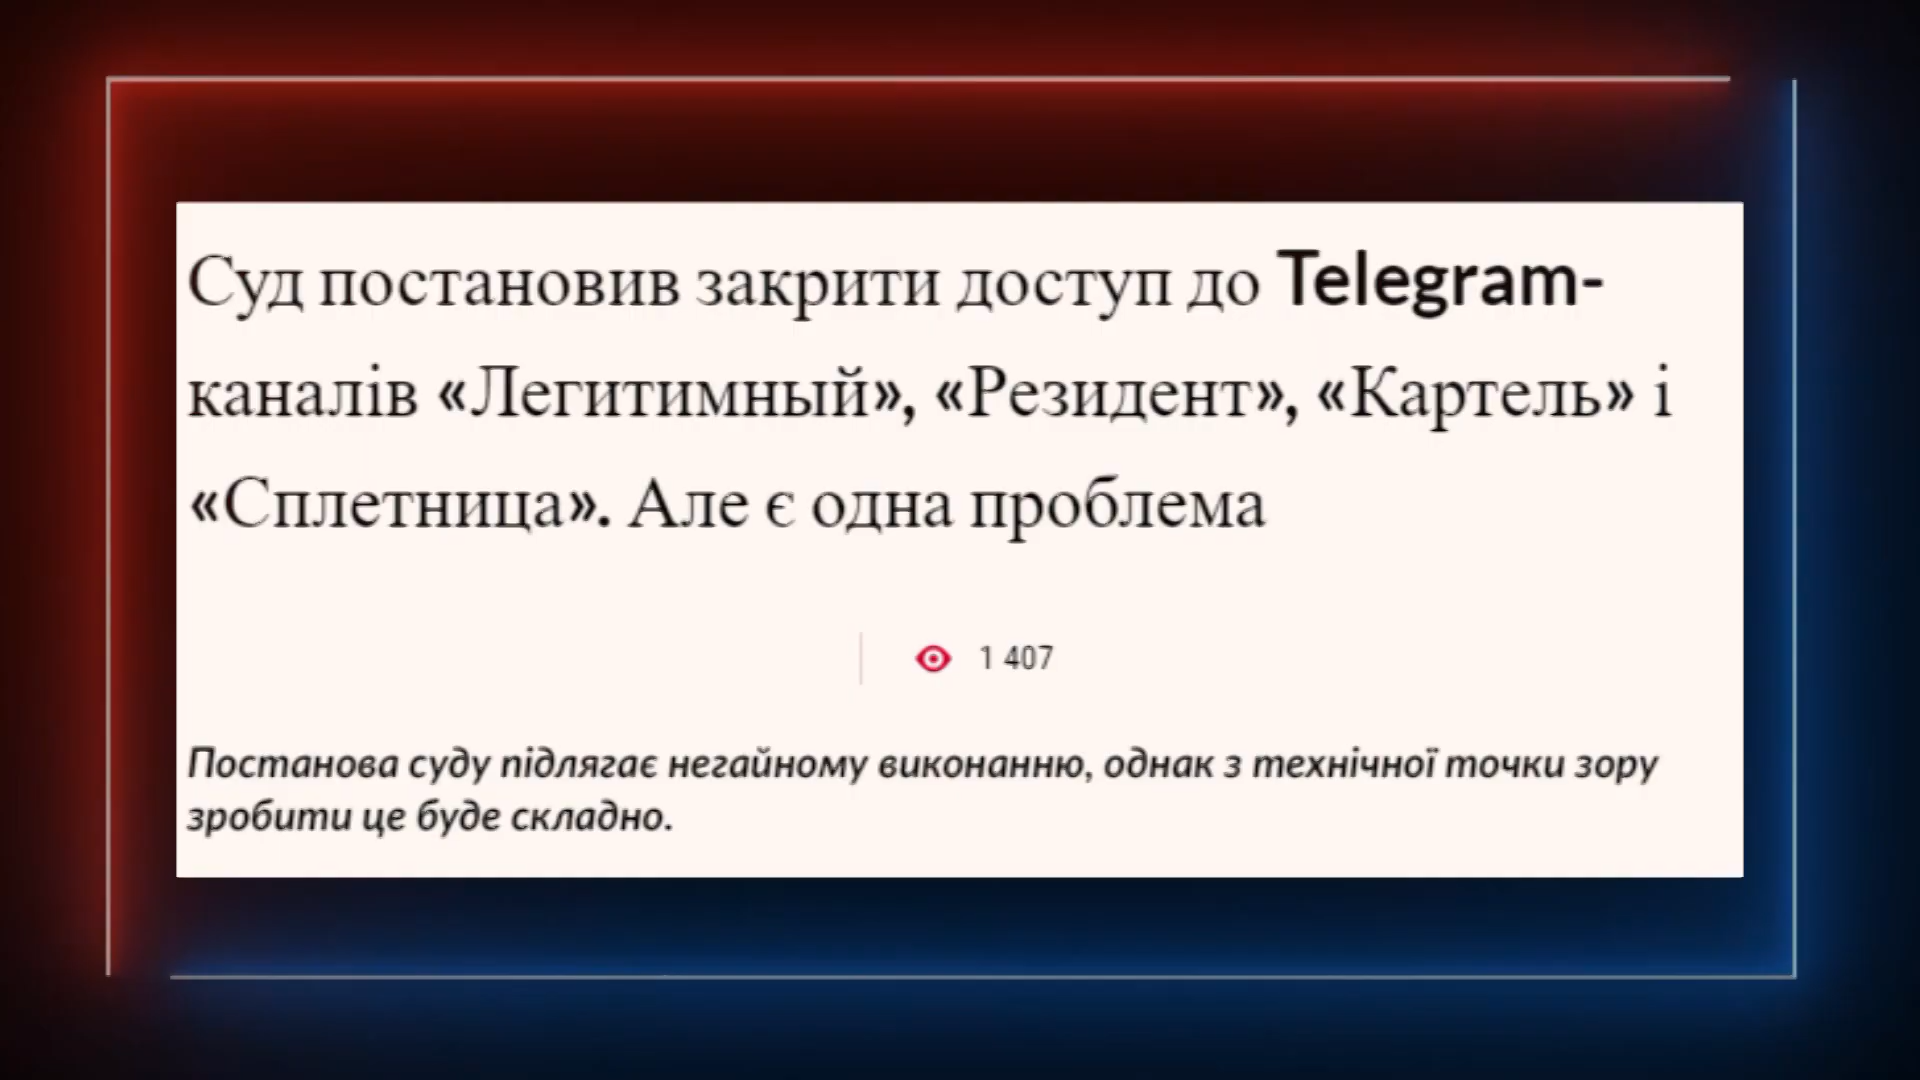 Суд постановив закрити доступ до Telegram-
каналів «Легитимный», «Резидент», «Картель» і
«Сплетница». Але є одна проблема
1 407
Постанова суду підлягає негайному виконанню, однак з технічної точки зору
зробити це буде складно.